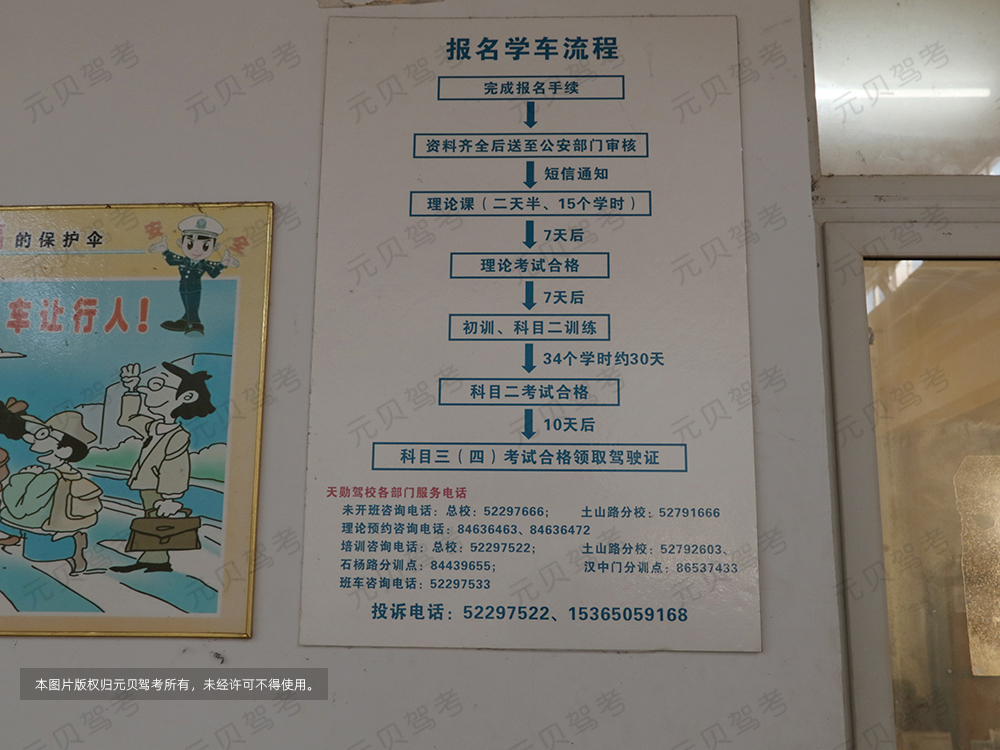 报名学车流程
完成报名手续
资料齐全后送至公安部门审核
短信通知
理论课（二天半、15个学时）
7天后
理论考试合格
7天后
初训、科目二训练
34个学时约30天
科目二考试合格
10天后
科目三（四）考试合格领取驾驶证
天勋驾校各部门服务电话
未开班咨询电话：总校：52297666； 土山路分校：52791666
理论预约咨询电话：84636463、84636472
培训咨询电话：总校：52297522； 土山路分校：52792603、
石杨路分训点：84439655； 汉中门分训点：86537433
班车咨询电话：52297533
投诉电话：52297522、15365059168
的保护伞
安全
车让行人！
本图片版权归元贝驾考所有，未经许可不得使用。
元贝驾考